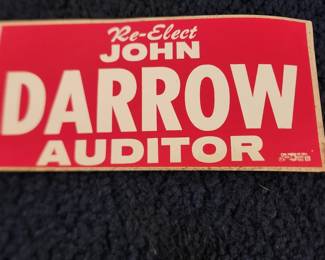 Re-Elect
JOHN
DARROW
AUDITOR